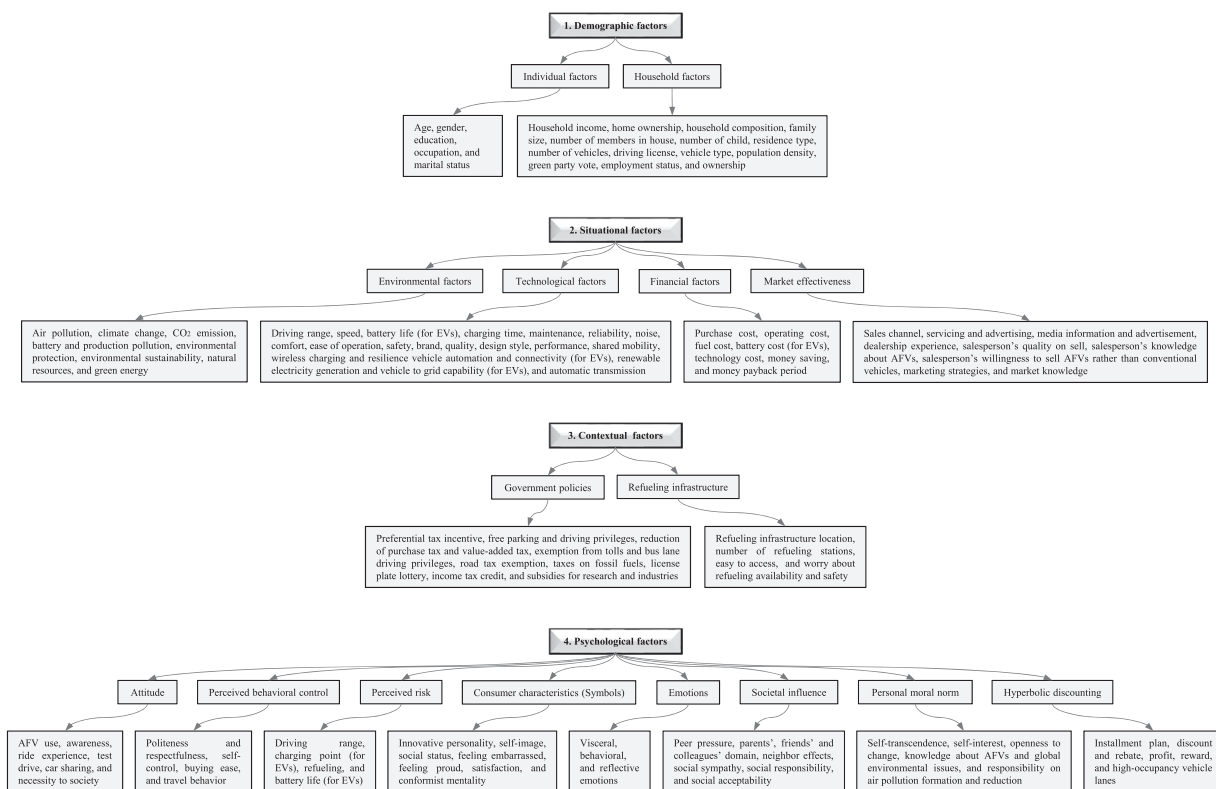 1. Demographic factors
Individual factors
Household factors
Age, gender,
education,
occupation, and
marital status
Household income, home ownership, household composition, family
size, number of members in house, number of child, residence type,
number of vehicles, driving license, vehicle type, population density,
green party vote, employment status, and ownership
2. Situational factors
Environmental factors
Technological factors
Financial factors
Market effectiveness
Air pollution, climate change, CO2 emission,
battery and production pollution, environmental
protection, environmental sustainability, natural
resources, and green energy
Driving range, speed, battery life (for EVs), charging time, maintenance, reliability, noise,
comfort, ease of operation, safety, brand, quality, design style, performance, shared mobility,
wireless charging and resilience vehicle automation and connectivity (for EVs), renewable
electricity generation and vehicle to grid capability (for EVs), and automatic transmission
Purchase cost, operating cost,
fuel cost, battery cost (for EVs),
technology cost, money saving,
and money payback period
Sales channel, servicing and advertising, media information and advertisement,
dealership experience, salesperson's quality on sell, salesperson's knowledge
about AFVs, salesperson's willingness to sell AFVs rather than conventional
vehicles, marketing strategies, and market knowledge
3. Contextual factors
Government policies
Refueling infrastructure
Preferential tax incentive, free parking and driving privileges, reduction
of purchase tax and value-added tax, exemption from tolls and bus lane
driving privileges, road tax exemption, taxes on fossil fuels, license
plate lottery, income tax credit, and subsidies for research and industries
Refueling infrastructure location,
number of refueling stations,
easy to access, and worry about
refueling availability and safety
4. Psychological factors
Attitude
Perceived behavioral control
Perceived risk
Consumer characteristics (Symbols)
Emotions
Societal influence
Personal moral norm
Hyperbolic discounting
AFV use, awareness,
ride experience, test
drive, car sharing, and
necessity to society
Politeness and
respectfulness, self-
control, buying ease,
and travel behavior
Driving range,
charging point (for
EVs), refueling, and
battery life (for EVs)
Innovative personality, self-image,
social status, feeling embarrassed,
feeling proud, satisfaction, and
conformist mentality
Visceral,
behavioral,
and reflective
emotions
Peer pressure, parents', friends' and
colleagues' domain, neighbor effects,
social sympathy, social responsibility,
and social acceptability
Self-transcendence, self-interest, openness to
change, knowledge about AFVs and global
environmental issues, and responsibility on
air pollution formation and reduction
Installment plan, discount
and rebate, profit, reward,
and high-occupancy vehicle
lanes